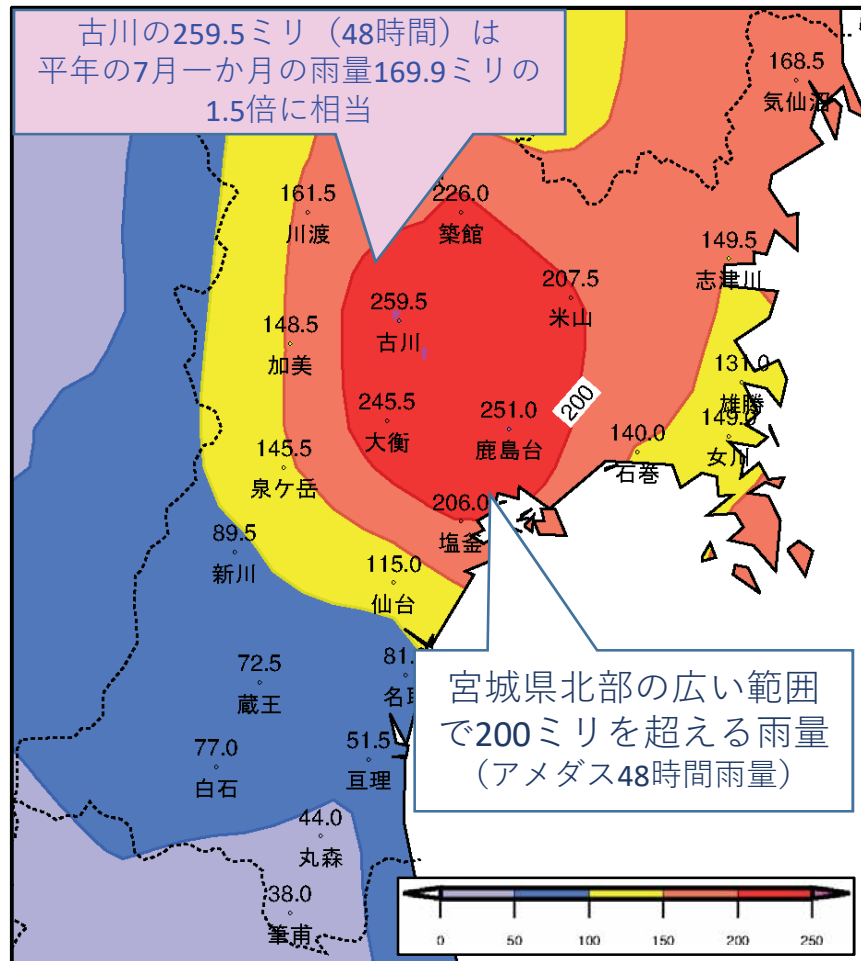 古川の259.5ミリ（48時間）は
平年の7月一か月の雨量169.9ミリの
1.5倍に相当
168.5
気仙沼
161.5
川渡
226.0
築館
149.5
志津川
207.5
米山
259.5
古川
148.5
加美
131.0
雄勝
245.5
大衡
251.0
鹿島台
200
149.0
女川
140.0
石巻
145.5
泉ケ岳
206.0
塩釜
89.5
新川
115.0
仙台
72.5
蔵王
81.
名
宮城県北部の広い範囲
で200ミリを超える雨量
（アメダス48時間雨量）
77.0
白石
51.5
亘理
44.0
丸森
38.0
筆甫
0 50 100 150 200 250